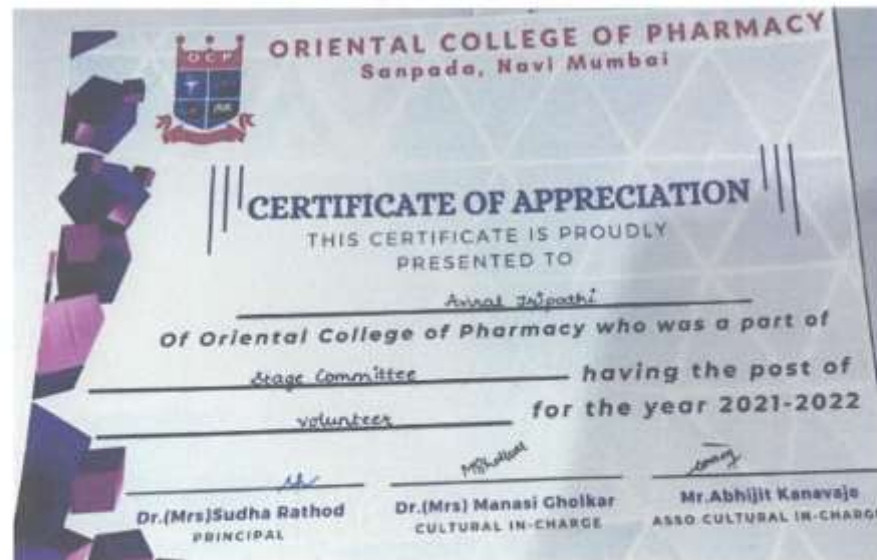 OCP
ORIENTAL COLLEGE OF PHARMACY
Sanpada, Navi Mumbai
CERTIFICATE OF APPRECIATION
THIS CERTIFICATE IS PROUDLY
PRESENTED TO
Tripathi
Of Oriental College of Pharmacy who was a part of
Stage Committee having the post of
volunteer for the year 2021-2022
Dr.(Mrs)Sudha Rathod
PRINCIPAL
Dr.(Mrs) Manasi Gholkar
CULTURAL IN-CHARGE
Mr.Abhijit Kanavaje
ASSO CULTURAL IN-CHARGE